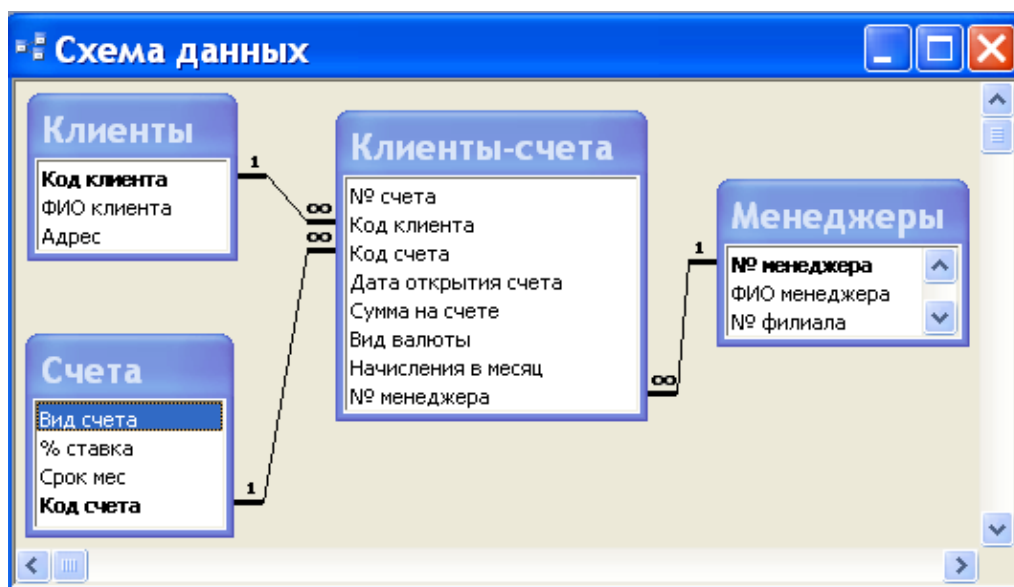 Схема данных
Клиенты
Код клиента
ФИО клиента
Адрес
1
∞
∞
Клиенты-счета
№ счета
Код клиента
Код счета
Дата открытия счета
Сумма на счете
Вид валюты
Начисления в месяц
№ менеджера
1
∞
Менеджеры
№ менеджера
ФИО менеджера
№ филиала
Счета
Вид счета
% ставка
Срок мес
Код счета
1